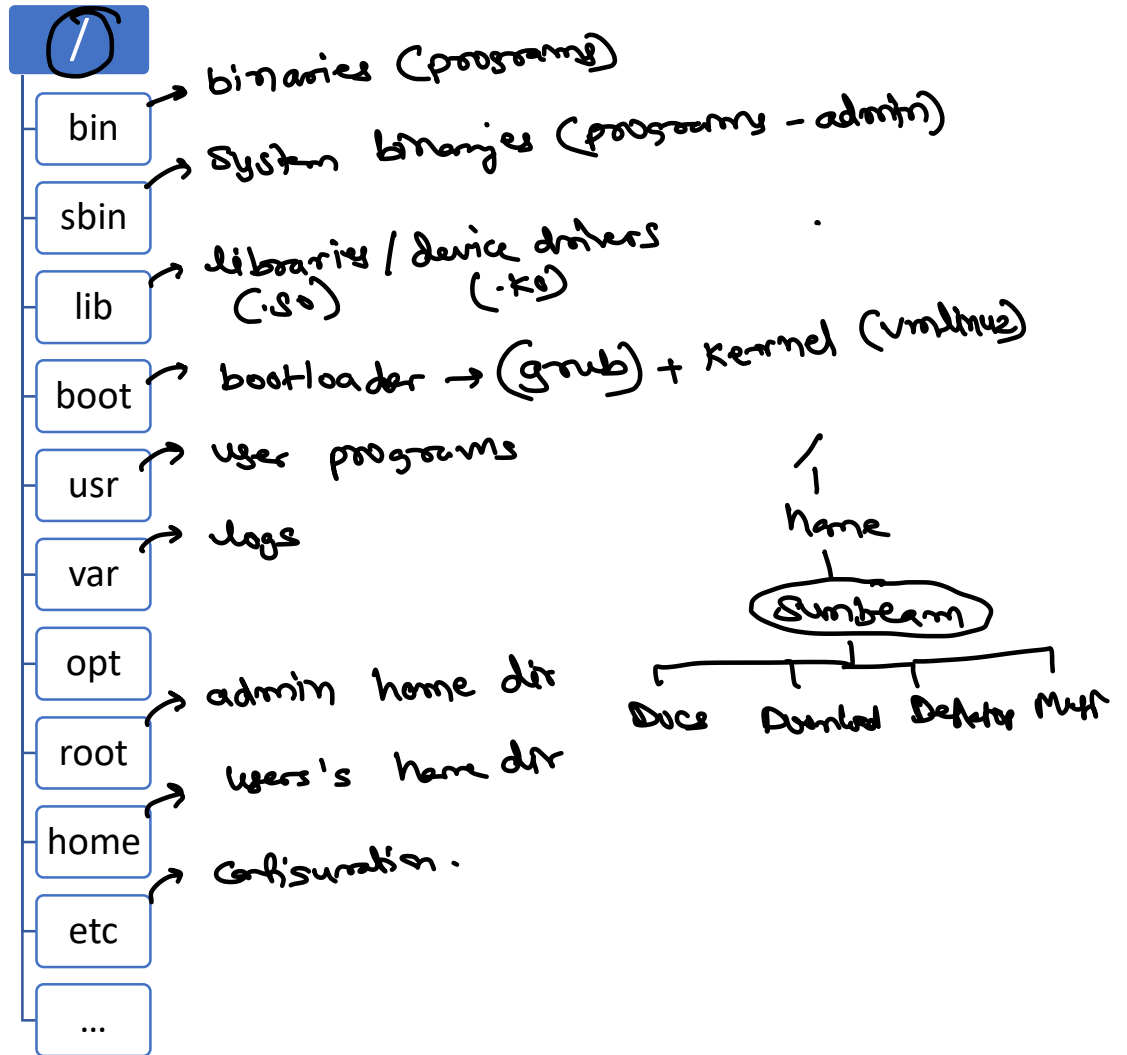 /
bin
binaries (programs)
sbin
System binaries (programs - admin)
lib
libraries / device drivers
(.so) (.ko)
boot
bootloader → (grub) + Kernel (vmlinuz)
usr
user programs
var
logs
opt
root
admin home dir
home
users's home dir
etc
configuration.
...
/
home
sunbeam
Docs Download Desktop